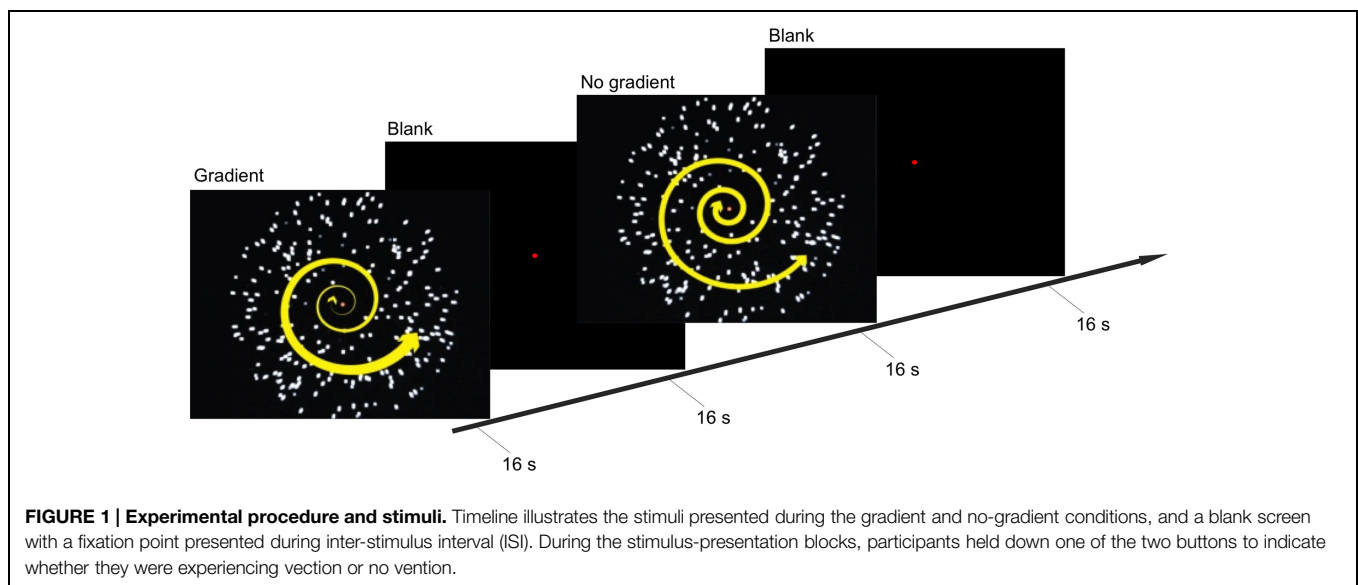 Blank
No gradient
Blank
Gradient
16 s
16 s
16 s
16 s
FIGURE 1 | Experimental procedure and stimuli. Timeline illustrates the stimuli presented during the gradient and no-gradient conditions, and a blank screen
with a fixation point presented during inter-stimulus interval (ISI). During the stimulus-presentation blocks, participants held down one of the two buttons to indicate
whether they were experiencing vection or no vention.